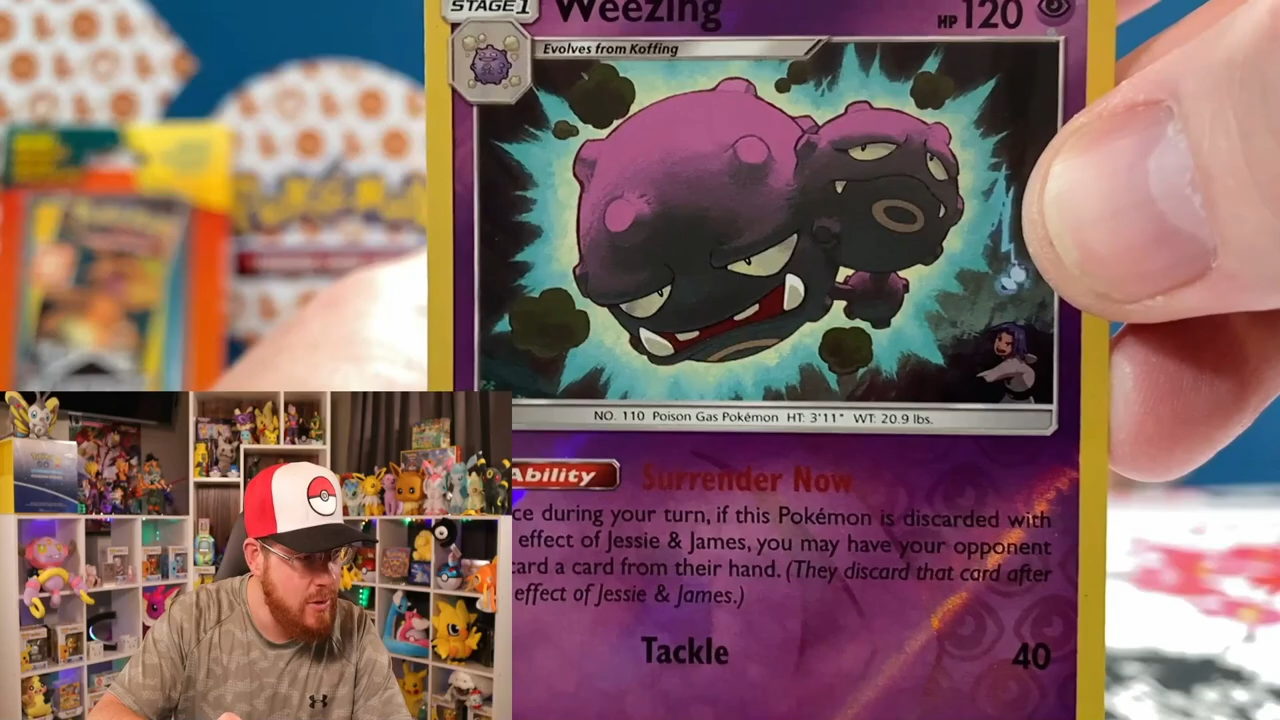 STAGE1
Weezing
HP 120
Evolves from Koffing
NO. 110 Poison Gas Pokémon HT: 3'11" WT: 20.9 lbs.
Ability Surrender Now
ce during your turn, if this Pokémon is discarded with
effect of Jessie & James, you may have your opponent
card a card from their hand. (They discard that card after
effect of Jessie & James.)
Tackle 40